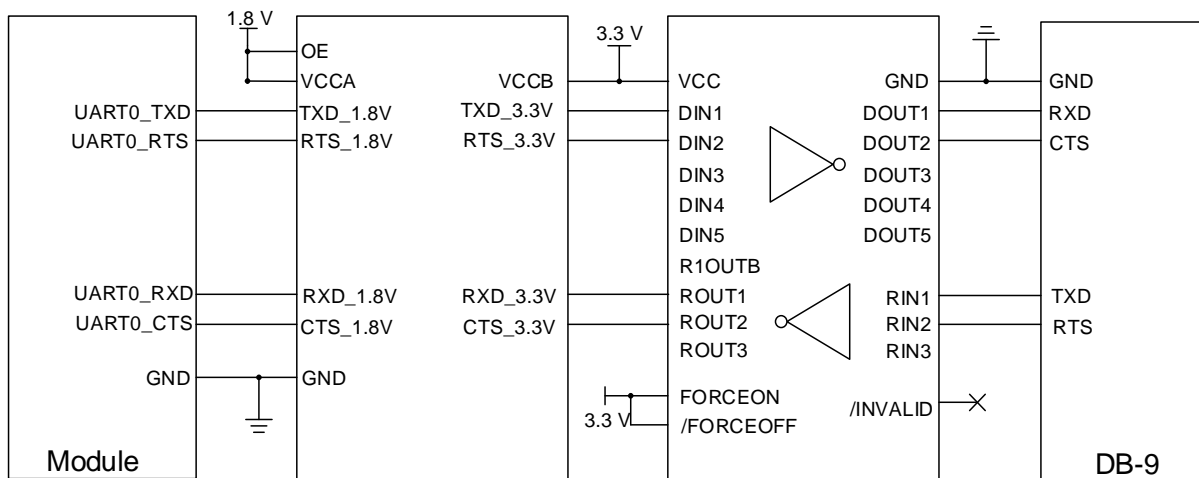 1.8 V
OE
VCCA
UART0_TXD
TXD_1.8V
UART0_RTS
RTS_1.8V
UART0_RXD
RXD_1.8V
UART0_CTS
CTS_1.8V
GND
GND
Module
VCCB
TXD_3.3V
RTS_3.3V
RXD_3.3V
CTS_3.3V
3.3 V
VCC
DIN1
DIN2
DIN3
DIN4
DIN5
R1OUTB
ROUT1
ROUT2
ROUT3
FORCEON
3.3 V
/FORCEOFF
GND
DOUT1
DOUT2
DOUT3
DOUT4
DOUT5
RIN1
RIN2
RIN3
/INVALID
GND
RXD
CTS
TXD
RTS
DB-9